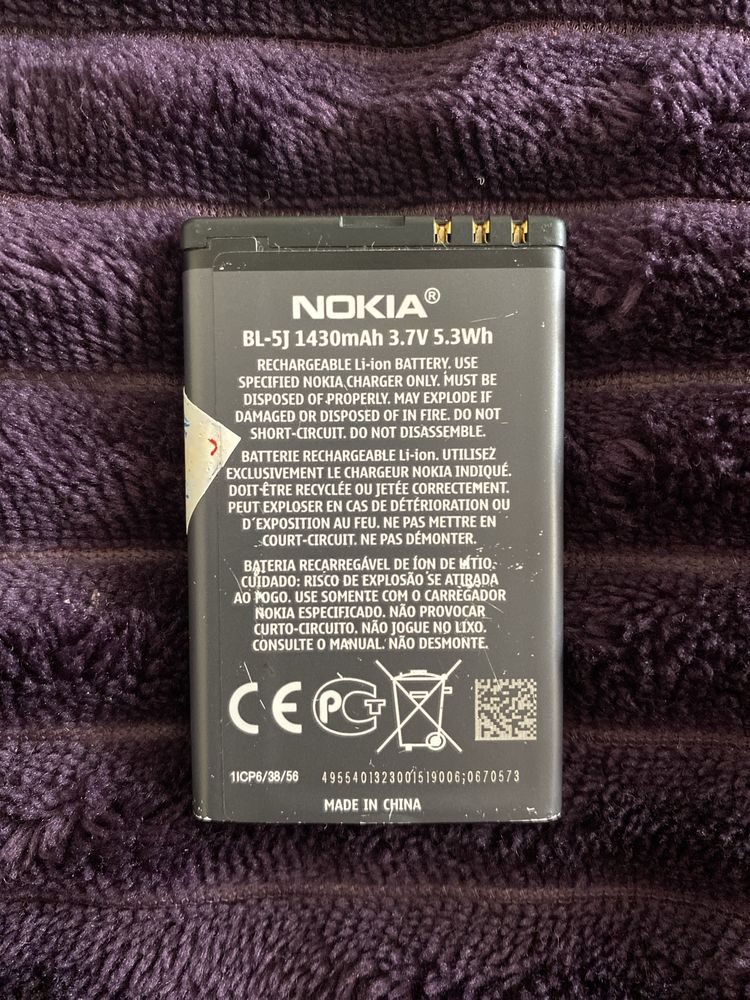 NOKIA®
BL-5J 1430mAh 3.7V 5.3Wh
RECHARGEABLE Li-ion BATTERY. USE
SPECIFIED NOKIA CHARGER ONLY. MUST BE
DISPOSED OF PROPERLY. MAY EXPLODE IF
DAMAGED OR DISPOSED OF IN FIRE. DO NOT
SHORT-CIRCUIT. DO NOT DISASSEMBLE.
BATTERIE RECHARGEABLE Li-ion. UTILISEZ
EXCLUSIVEMENT LE CHARGEUR NOKIA INDIQUÉ.
DOIT ÊTRE RECYCLÉE OU JETÉE CORRECTEMENT.
PEUT EXPLOSER EN CAS DE DÉTÉRIORATION OU
D´EXPOSITION AU FEU. NE PAS METTRE EN
COURT-CIRCUIT. NE PAS DÉMONTER.
BATERIA RECARREGÁVEL DE ÍON DE LÍTIO.
CUIDADO: RISCO DE EXPLOSÃO SE ATIRADA
AO FOGO. USE SOMENTE COM O CARREGADOR
NOKIA ESPECIFICADO. NÃO PROVOCAR
CURTO-CIRCUITO. NÃO JOGUE NO LIXO.
CONSULTE O MANUAL. NÃO DESMONTE.
CE PCT
1ICP6/38/56 4955401323001519006;0670573
MADE IN CHINA